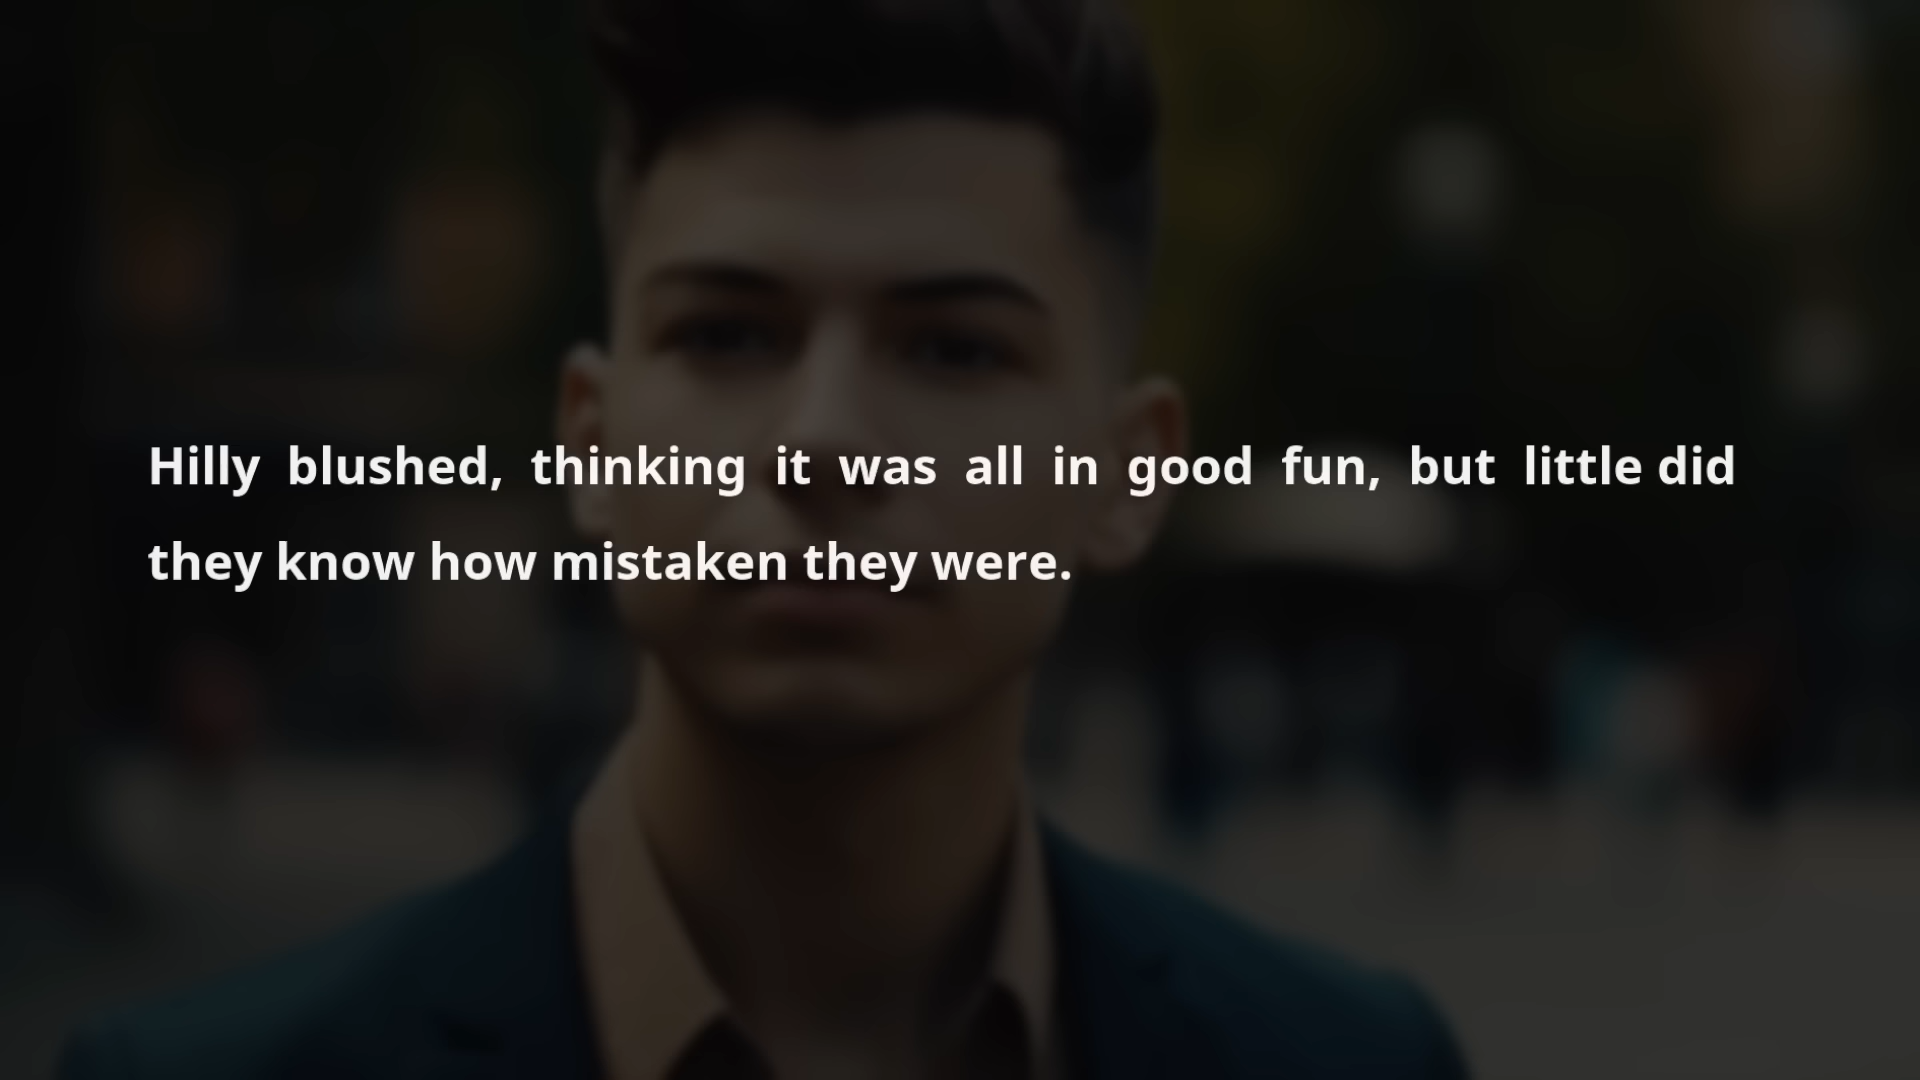 Hilly blushed, thinking it was all in good fun, but little did
they know how mistaken they were.